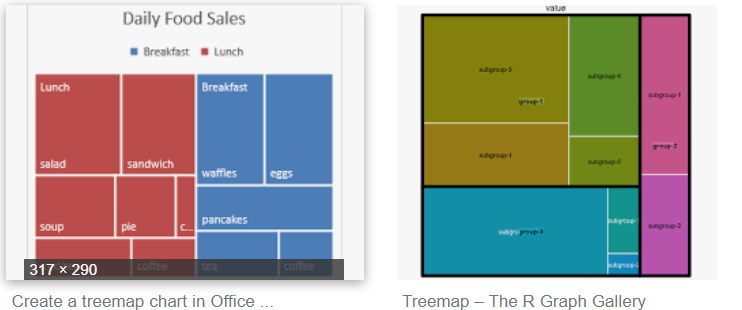 Daily Food Sales
Breakfast Lunch
Lunch
Breakfast
salad
sandwich
waffles
eggs
soup
pie
c...
pancakes
coffee
tea
coffee
317 × 290
Create a treemap chart in Office ...
value
subgroup-3
group-1
subgroup-4
subgroup-1
subgroup-2
subgroup-1
group-2
subgroup-2
group-3
subgroup-
subgroup-2
Treemap – The R Graph Gallery